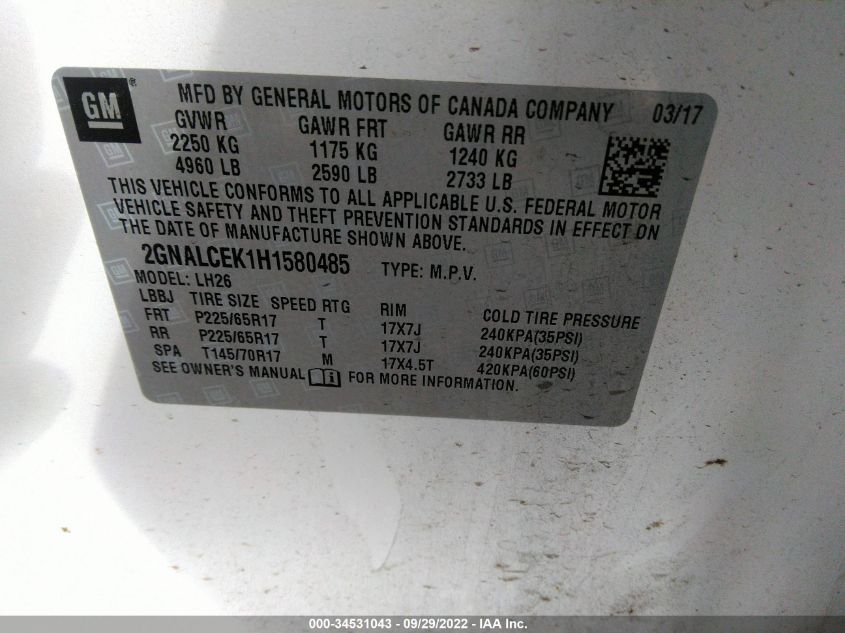 GM ®
MFD BY GENERAL MOTORS OF CANADA COMPANY 03/17
GVWR GAWR FRT GAWR RR
2250 KG 1175 KG 1240 KG
4960 LB 2590 LB 2733 LB
THIS VEHICLE CONFORMS TO ALL APPLICABLE U.S. FEDERAL MOTOR
VEHICLE SAFETY AND THEFT PREVENTION STANDARDS IN EFFECT ON
THE DATE OF MANUFACTURE SHOWN ABOVE.
2GNALCEK1H1580485 TYPE: M.P.V.
MODEL: LH26
LBBJ TIRE SIZE SPEED RTG RIM COLD TIRE PRESSURE
FRT P225/65R17 T 17X7J 240KPA(35PSI)
RR P225/65R17 T 17X7J 240KPA(35PSI)
SPA T145/70R17 M 17X4.5T 420KPA(60PSI)
SEE OWNER'S MANUAL FOR MORE INFORMATION.
000-34531043 - 09/29/2022 - IAA Inc.